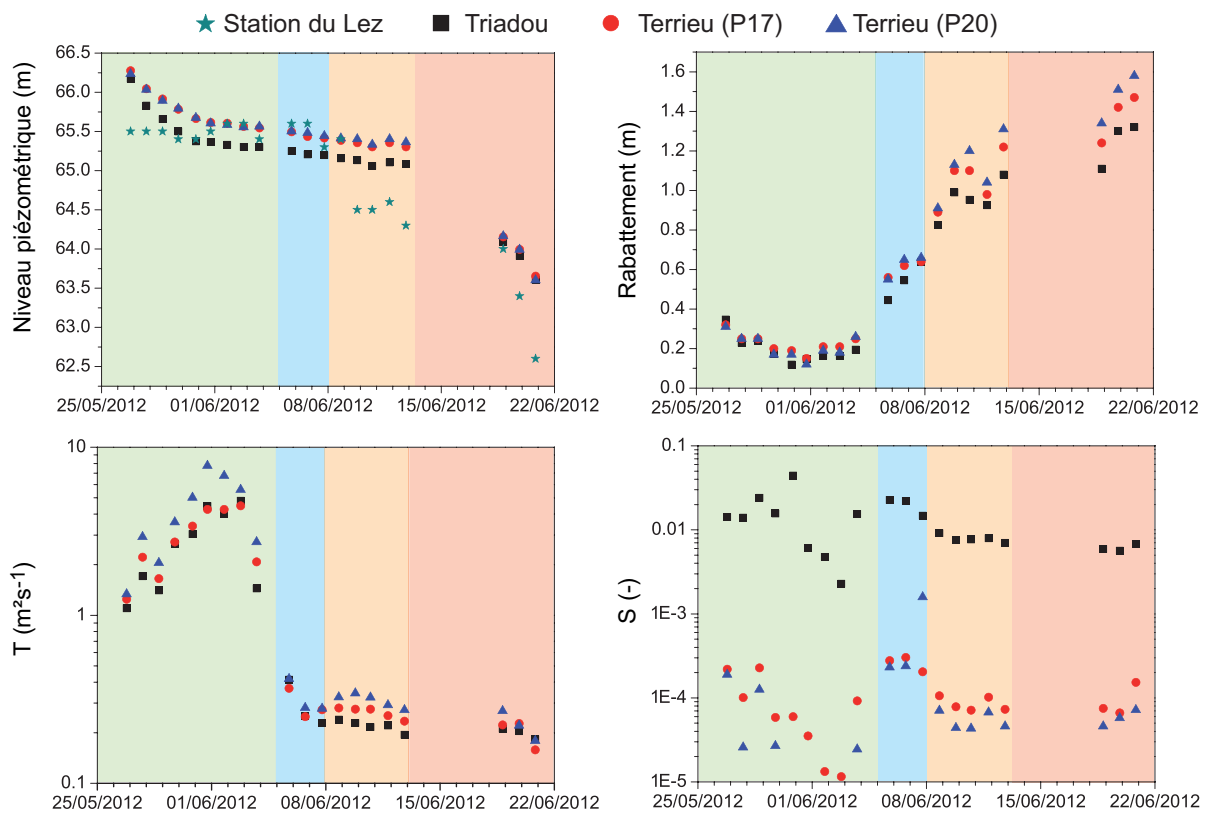 Station du Lez Triadou Terrieu (P17) Terrieu (P20)
Niveau piézométrique (m)
66.5
66.0
65.5
65.0
64.5
64.0
63.5
63.0
62.5
25/05/2012 01/06/2012 08/06/2012 15/06/2012 22/06/2012
Rabattement (m)
1.6
1.4
1.2
1.0
0.8
0.6
0.4
0.2
0.0
25/05/2012 01/06/2012 08/06/2012 15/06/2012 22/06/2012
T (m²s-¹)
10
1
0.1
25/05/2012 01/06/2012 08/06/2012 15/06/2012 22/06/2012
S (-)
0.1
0.01
1E-3
1E-4
1E-5
25/05/2012 01/06/2012 08/06/2012 15/06/2012 22/06/2012